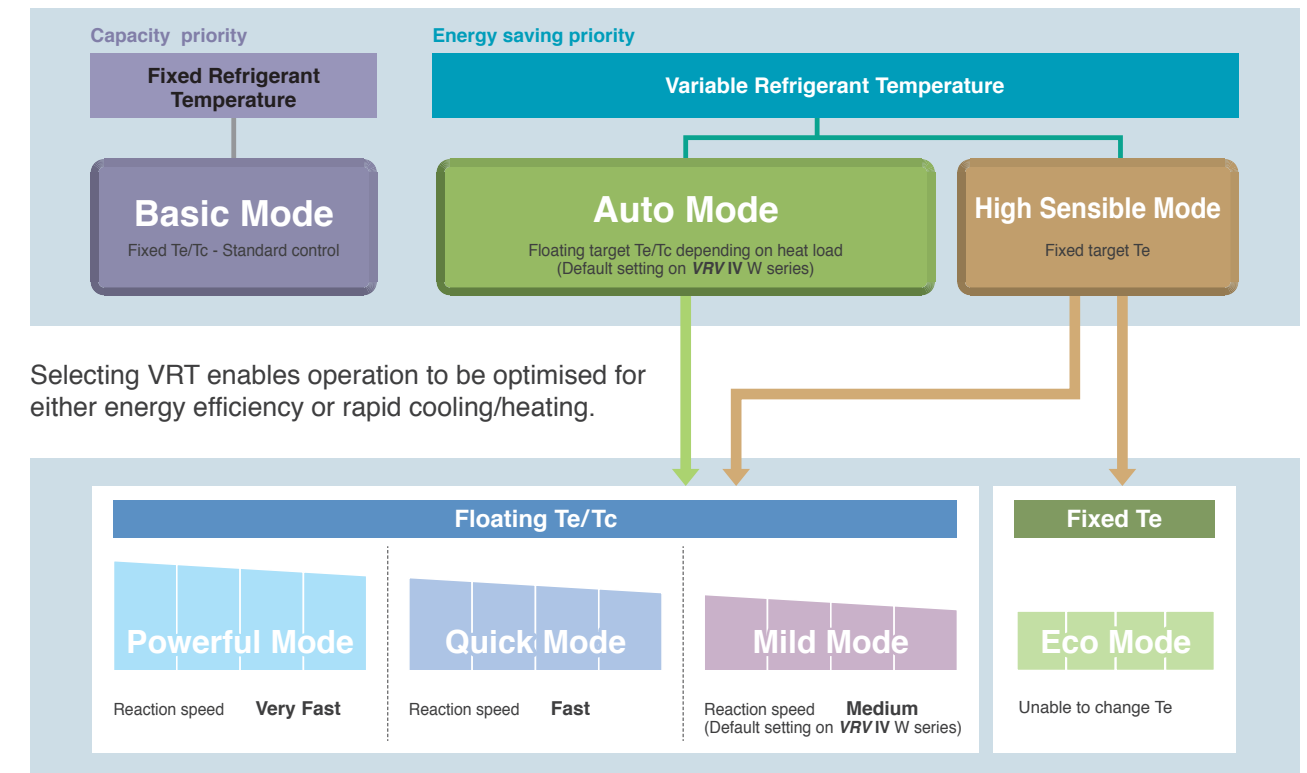 Capacity priority
Energy saving priority
Fixed Refrigerant
Temperature
Variable Refrigerant Temperature
Basic Mode
Fixed Te/Tc - Standard control
Auto Mode
Floating target Te/Tc depending on heat load
(Default setting on VRV IV W series)
High Sensible Mode
Fixed target Te
Selecting VRT enables operation to be optimised for
either energy efficiency or rapid cooling/heating.
Floating Te/Tc
Fixed Te
Powerful Mode
Quick Mode
Mild Mode
Eco Mode
Reaction speed Very Fast
Reaction speed Fast
Reaction speed Medium
(Default setting on VRV IV W series)
Unable to change Te